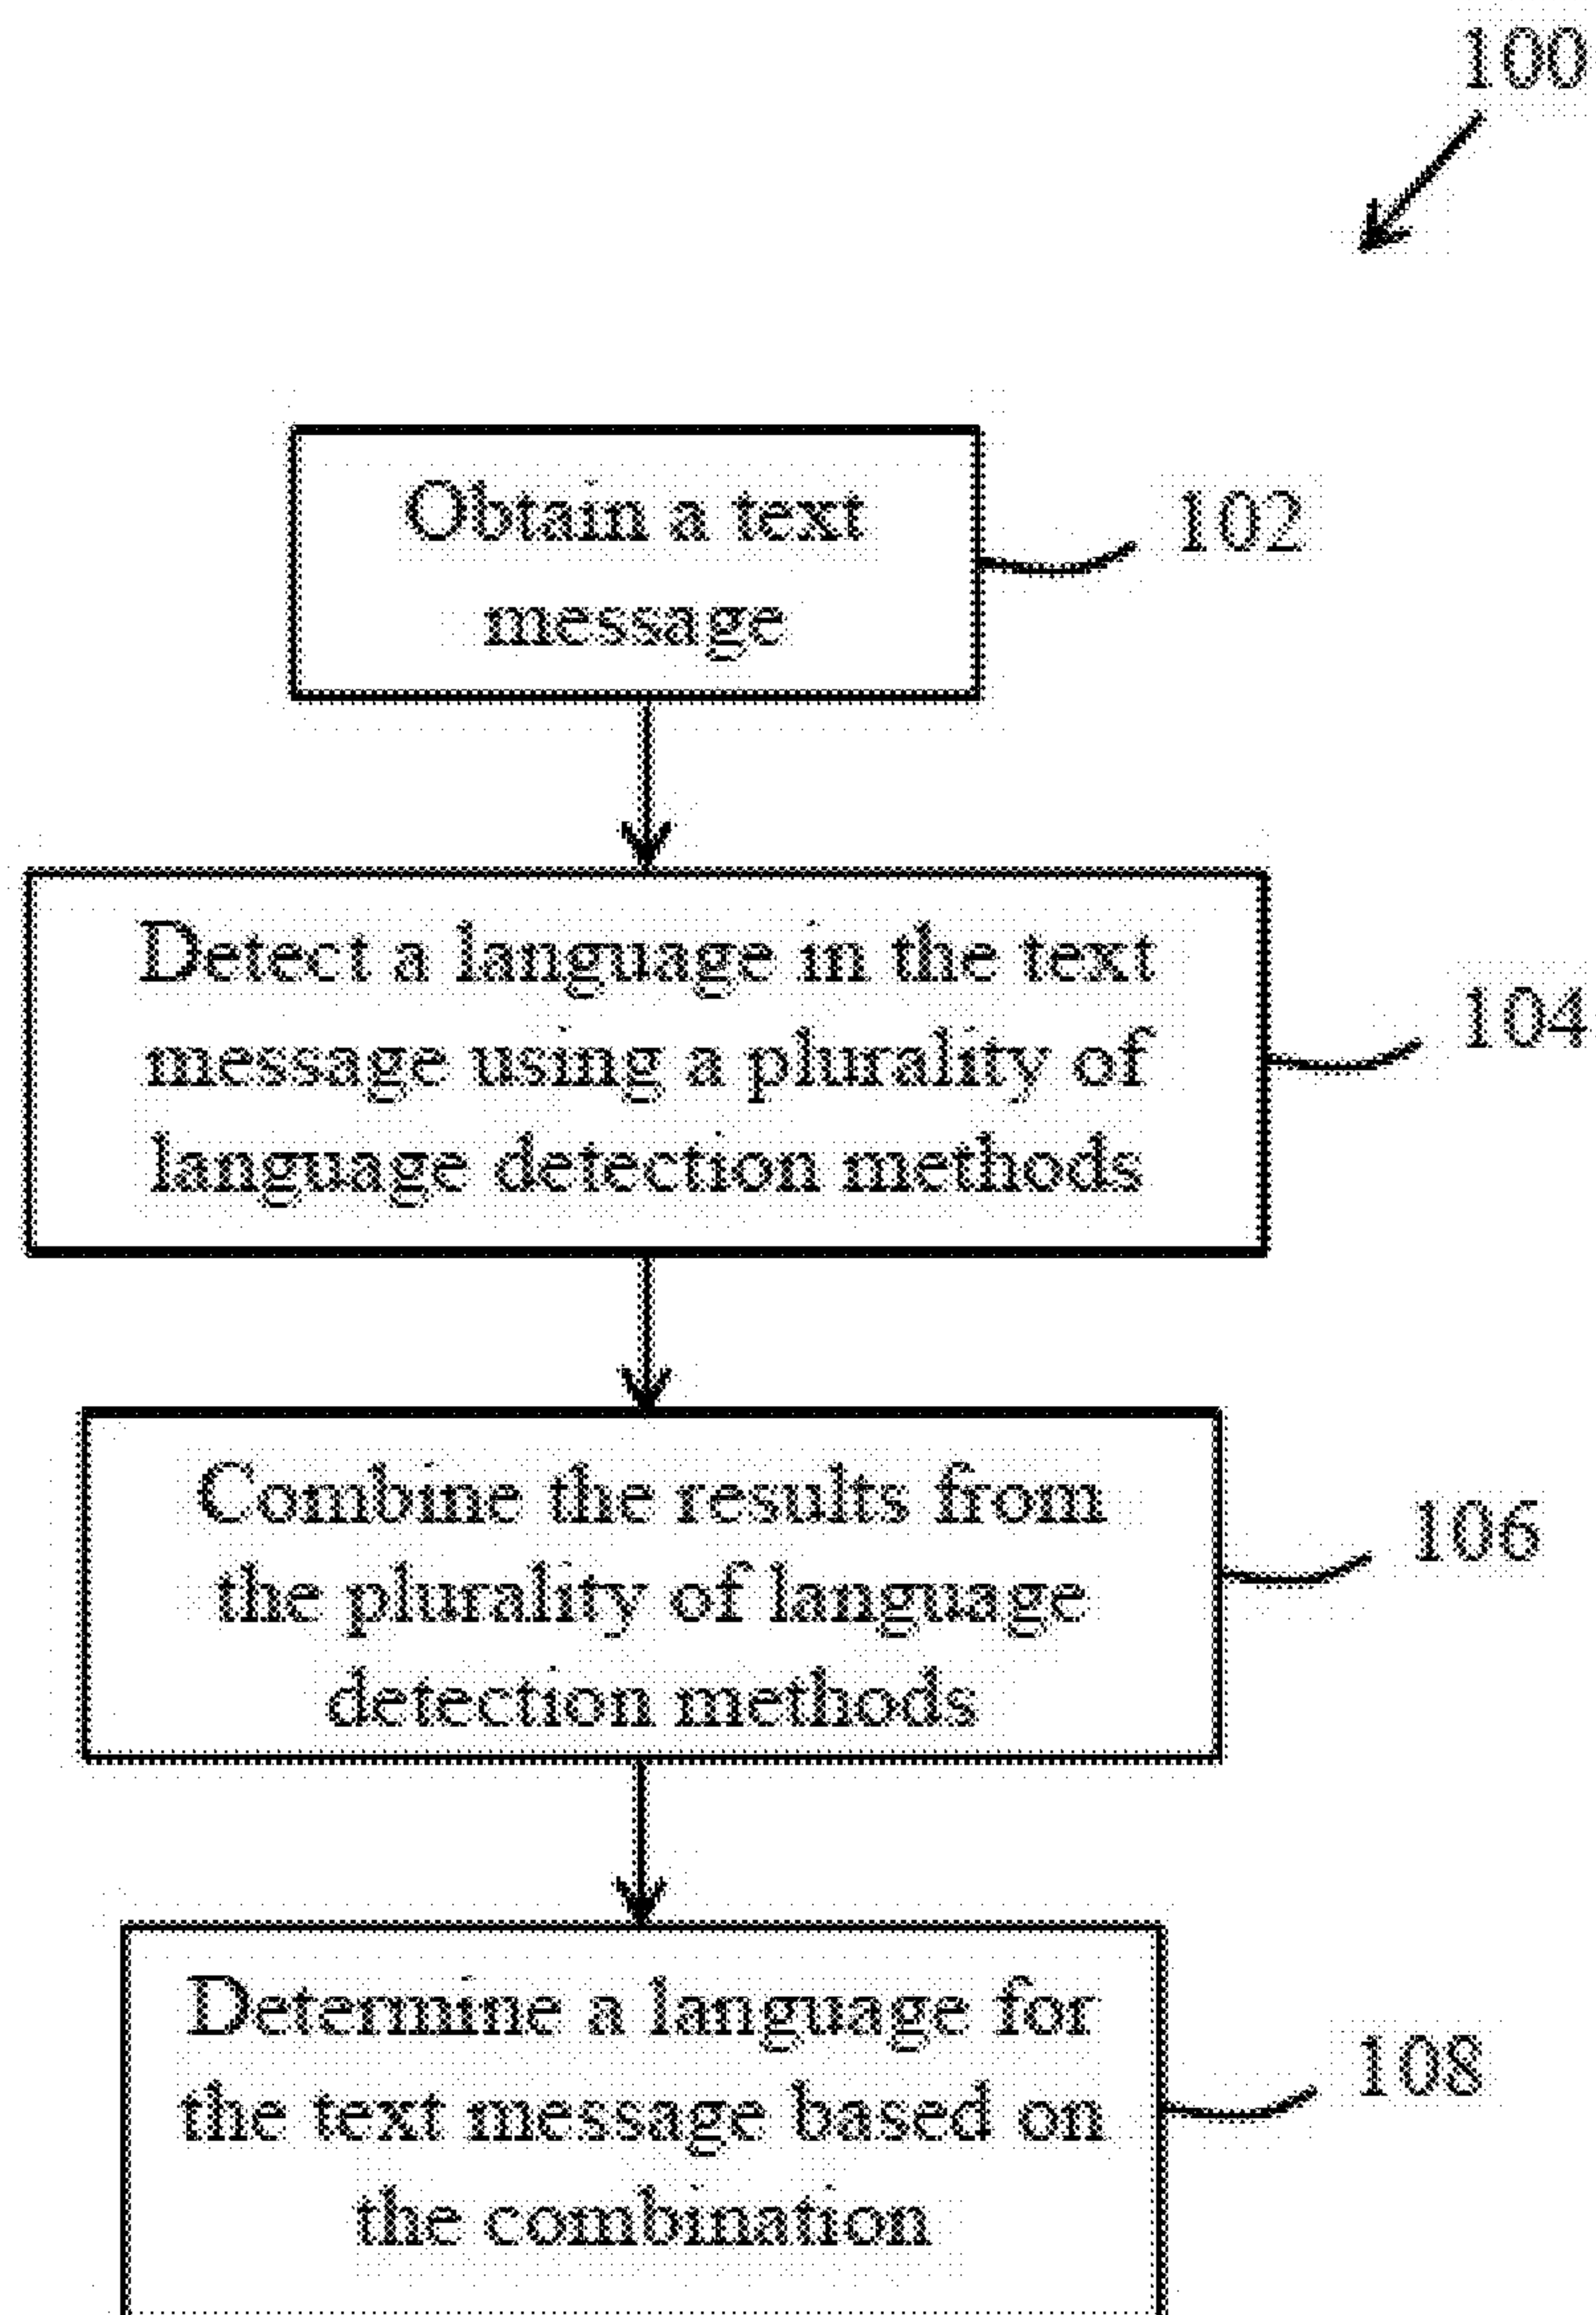 100
Obtain a text
message
102
Detect a language in the text
message using a plurality of
language detection methods
104
Combine the results from
the plurality of language
detection methods
106
Determine a language for
the text message based on
the combination
108